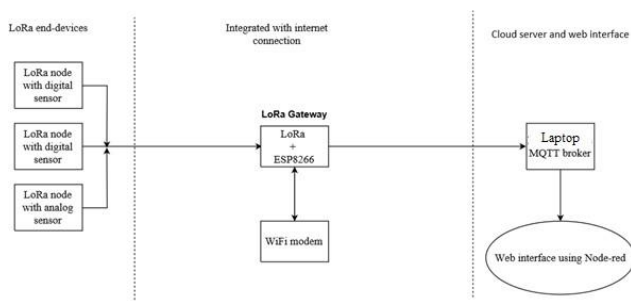 LoRa end-devices
LoRa node
with digital
sensor
LoRa node
with digital
sensor
LoRa node
with analog
sensor
Integrated with internet
connection
LoRa Gateway
LoRa
+
ESP8266
WiFi modem
Cloud server and web interface
Laptop
MQTT broker
Web interface using Node-red